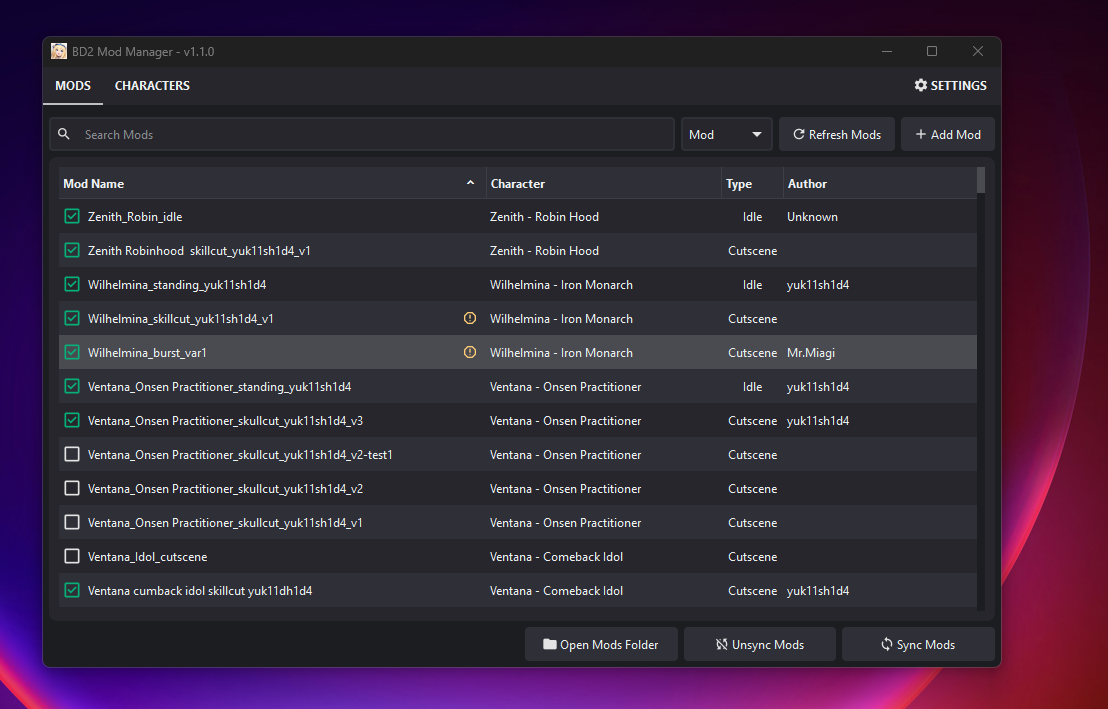 BD2 Mod Manager - v1.1.0
MODS CHARACTERS SETTINGS
Search Mods Mod Refresh Mods Add Mod
Mod Name Character Type Author
Zenith_Robin_idle Zenith - Robin Hood Idle Unknown
Zenith Robinhood  skillcut_yuk11sh1d4_v1 Zenith - Robin Hood Cutscene
Wilhelmina_standing_yuk11sh1d4 Wilhelmina - Iron Monarch Idle yuk11sh1d4
Wilhelmina_skillcut_yuk11sh1d4_v1 Wilhelmina - Iron Monarch Cutscene
Wilhelmina_burst_var1 Wilhelmina - Iron Monarch Cutscene Mr.Miagi
Ventana_Onsen Practitioner_standing_yuk11sh1d4 Ventana - Onsen Practitioner Idle yuk11sh1d4
Ventana_Onsen Practitioner_skullcut_yuk11sh1d4_v3 Ventana - Onsen Practitioner Cutscene yuk11sh1d4
Ventana_Onsen Practitioner_skullcut_yuk11sh1d4_v2-test1 Ventana - Onsen Practitioner Cutscene
Ventana_Onsen Practitioner_skullcut_yuk11sh1d4_v2 Ventana - Onsen Practitioner Cutscene
Ventana_Onsen Practitioner_skullcut_yuk11sh1d4_v1 Ventana - Onsen Practitioner Cutscene
Ventana_Idol_cutscene Ventana - Comeback Idol Cutscene
Ventana cumback idol skillcut yuk11dh1d4 Ventana - Comeback Idol Cutscene yuk11sh1d4
Open Mods Folder Unsync Mods Sync Mods